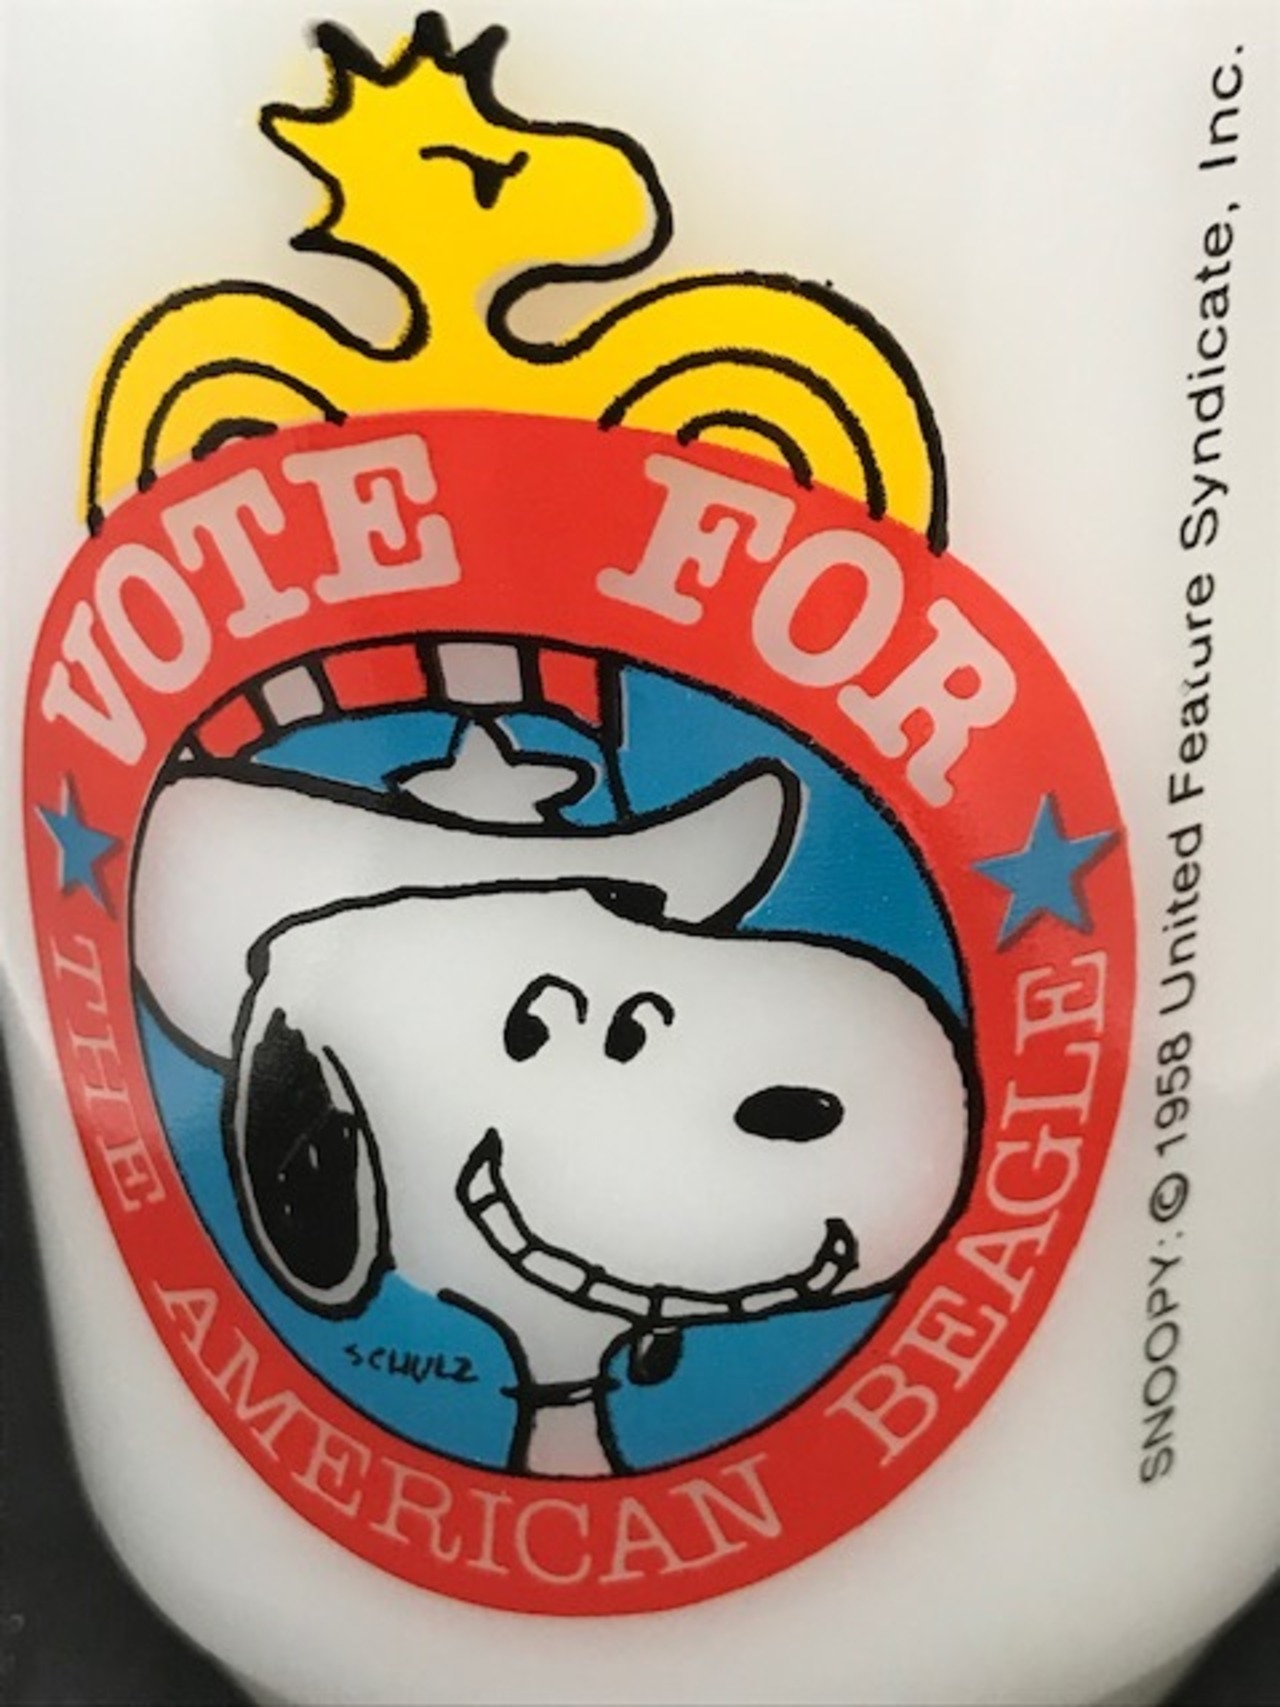 VOTE FOR
THE AMERICAN BEAGLE
SCHULZ
SNOOPY: © 1958 United Feature Syndicate, Inc.